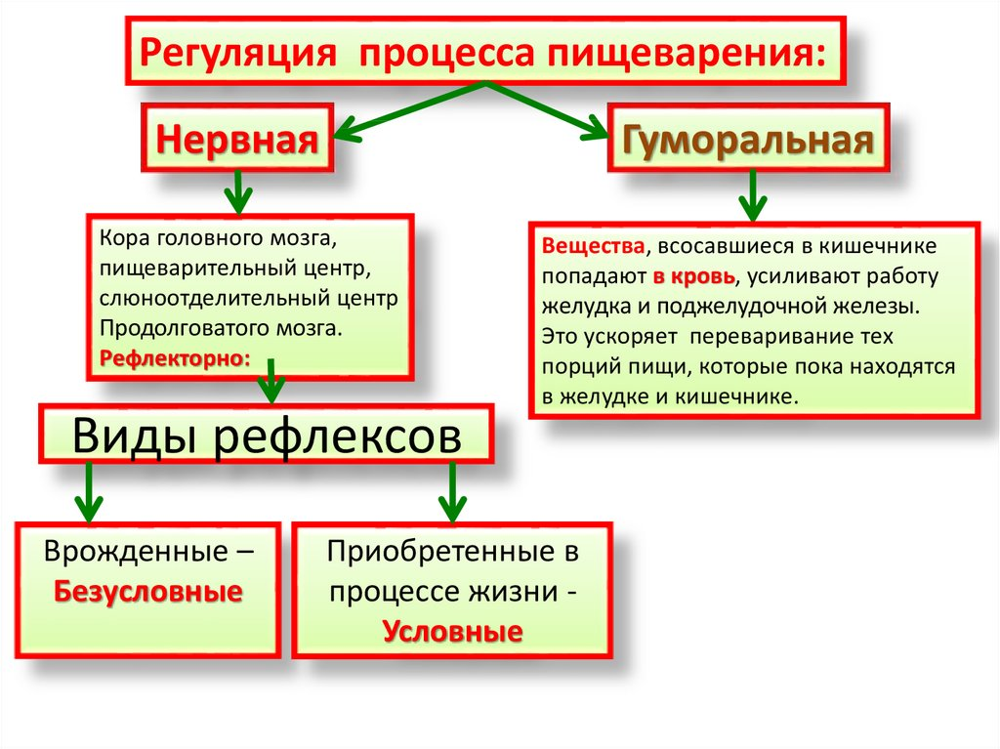 Регуляция процесса пищеварения:
Нервная
Гуморальная
Кора головного мозга,
пищеварительный центр,
слюноотделительный центр
Продолговатого мозга.
Рефлекторно:
Вещества, всосавшиеся в кишечнике
попадают в кровь, усиливают работу
желудка и поджелудочной железы.
Это ускоряет переваривание тех
порций пищи, которые пока находятся
в желудке и кишечнике.
Виды рефлексов
Врожденные –
Безусловные
Приобретенные в
процессе жизни -
Условные